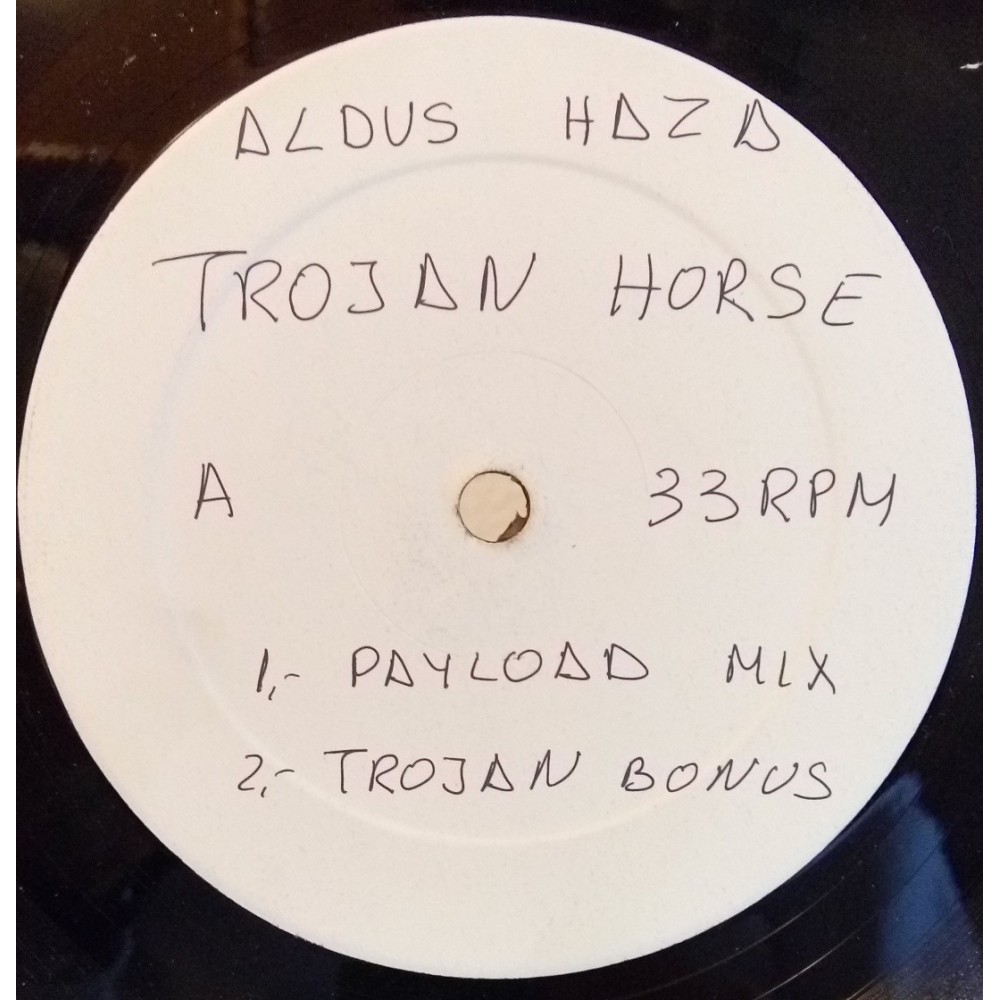 ALDUS HAZA
TROJAN HORSE
A 33RPM
1,- PAYLOAD MIX
2,- TROJAN BONUS